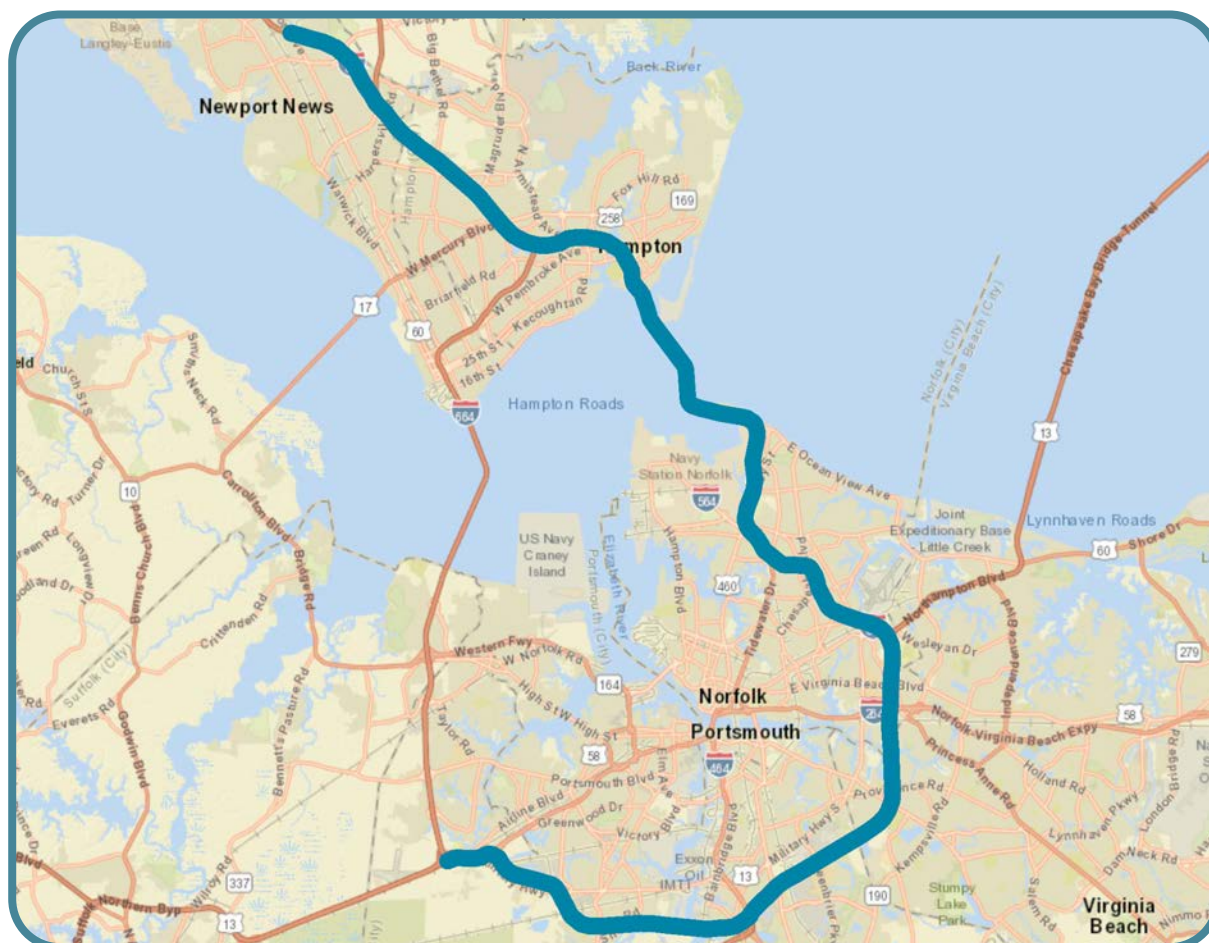 Base
Langley-Eustis
Newport News
Victory
Big Bethel Rd
Back River
Magruder Blvd
N Armistead Ave
Harpersville Rd
Hampton
Warwick Blvd
Fox Hill Rd
169
258
W Mercury Blvd
Briarfield Rd
W Pembroke Ave
Kecoughtan Rd
17
60
25th St
16th St
664
Hampton Roads
Smiths Neck Rd
Church St S
Turner Dr
10
Carrollton Blvd
Longview Dr
Benns Church Blvd
Bridge Rd
Crittenden Rd
Suffolk (City)
Everets Rd
Godwin Blvd
Bennett's Pasture Rd
Chesapeake Bay Bridge-Tunnel
Norfolk (City)
Virginia Beach (City)
13
Navy
Station Norfolk
564
E Ocean View Ave
Joint
Expeditionary Base
- Little Creek
Lynnhaven Roads
60
Shore Dr
US Navy
Craney
Island
Elizabeth River
Portsmouth (City)
Hampton Blvd
460
Tidewater Dr
Northampton Blvd
Wesleyan Dr
Independence Blvd
279
Western Fwy
W Norfolk Rd
164
High St W
High St
58
Taylor Rd
Norfolk
Portsmouth
E Virginia Beach Blvd
264
Norfolk-Virginia Beach Expy
58
464
Elm Ave
Portsmouth Blvd
Airline Blvd
Greenwood Dr
Victory Blvd
Princess Anne Rd
Providence Rd
Holland Rd
London Bridge Rd
Lynnhaven Pkwy
Dam Neck Rd
Military Hwy S
Kempsville Rd
Bainbridge Blvd
Exxon
Oil
IMTT
13
190
Stumpy
Lake
Park
Salem Rd
Virginia
Beach
Nimmo
Wilroy Rd
337
Suffolk Northern Byp
13